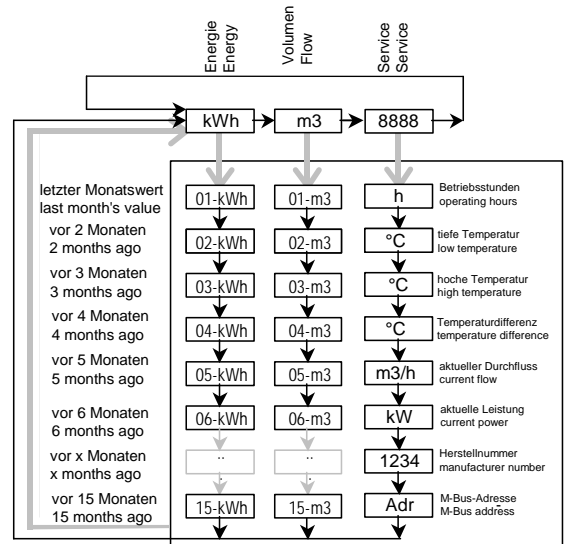 Energie
Energy
Volumen
Flow
Service
Service
kWh
m3
8888
letzter Monatswert
last month's value
01-kWh
01-m3
h
Betriebsstunden
operating hours
vor 2 Monaten
2 months ago
02-kWh
02-m3
°C
tiefe Temperatur
low temperature
vor 3 Monaten
3 months ago
03-kWh
03-m3
°C
hoche Temperatur
high temperature
vor 4 Monaten
4 months ago
04-kWh
04-m3
°C
Temperaturdifferenz
temperature difference
vor 5 Monaten
5 months ago
05-kWh
05-m3
m3/h
aktueller Durchfluss
current flow
vor 6 Monaten
6 months ago
06-kWh
06-m3
kW
aktuelle Leistung
current power
vor x Monaten
x months ago
..
..
1234
Herstellnummer
manufacturer number
vor 15 Monaten
15 months ago
15-kWh
15-m3
Adr
M-Bus-Adresse
M-Bus address